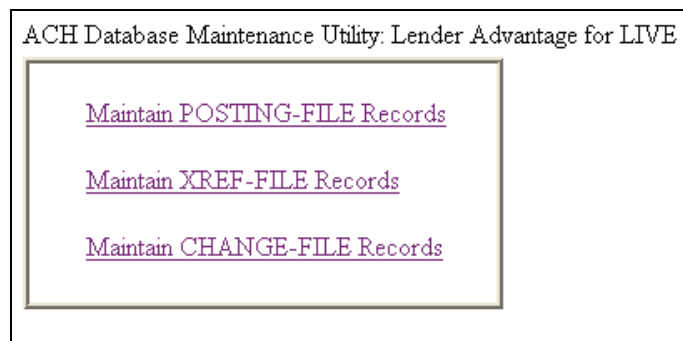 ACH Database Maintenance Utility: Lender Advantage for LIVE
Maintain POSTING-FILE Records
Maintain XREF-FILE Records
Maintain CHANGE-FILE Records